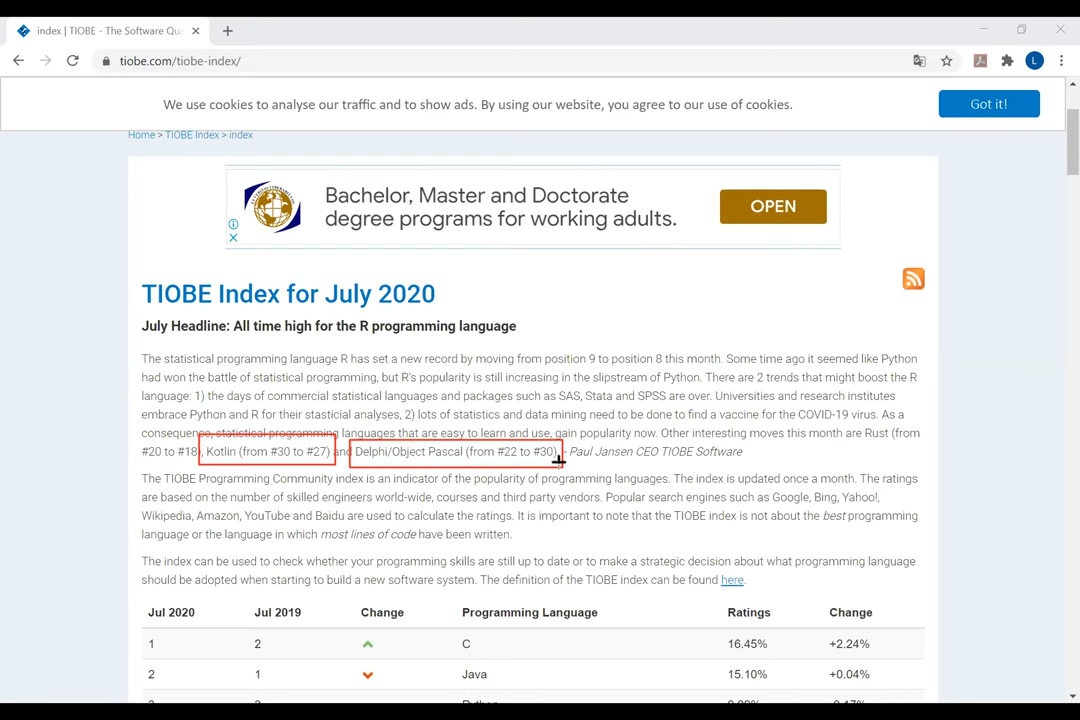 index | TIOBE - The Software Qua
tiobe.com/tiobe-index/
L
We use cookies to analyse our traffic and to show ads. By using our website, you agree to our use of cookies.
Got it!
Home > TIOBE Index > index
Bachelor, Master and Doctorate
degree programs for working adults.
OPEN
TIOBE Index for July 2020
July Headline: All time high for the R programming language
The statistical programming language R has set a new record by moving from position 9 to position 8 this month. Some time ago it seemed like Python
had won the battle of statistical programming, but R's popularity is still increasing in the slipstream of Python. There are 2 trends that might boost the R
language: 1) the days of commercial statistical languages and packages such as SAS, Stata and SPSS are over. Universities and research institutes
embrace Python and R for their stasticial analyses, 2) lots of statistics and data mining need to be done to find a vaccine for the COVID-19 virus. As a
consequence, statistical programming languages that are easy to learn and use, gain popularity now. Other interesting moves this month are Rust (from
#20 to #18), Kotlin (from #30 to #27) and Delphi/Object Pascal (from #22 to #30). - Paul Jansen CEO TIOBE Software
The TIOBE Programming Community index is an indicator of the popularity of programming languages. The index is updated once a month. The ratings
are based on the number of skilled engineers world-wide, courses and third party vendors. Popular search engines such as Google, Bing, Yahoo!,
Wikipedia, Amazon, YouTube and Baidu are used to calculate the ratings. It is important to note that the TIOBE index is not about the best programming
language or the language in which most lines of code have been written.
The index can be used to check whether your programming skills are still up to date or to make a strategic decision about what programming language
should be adopted when starting to build a new software system. The definition of the TIOBE index can be found here.
Jul 2020 Jul 2019 Change Programming Language Ratings Change
1 2 C 16.45% +2.24%
2 1 Java 15.10% +0.04%